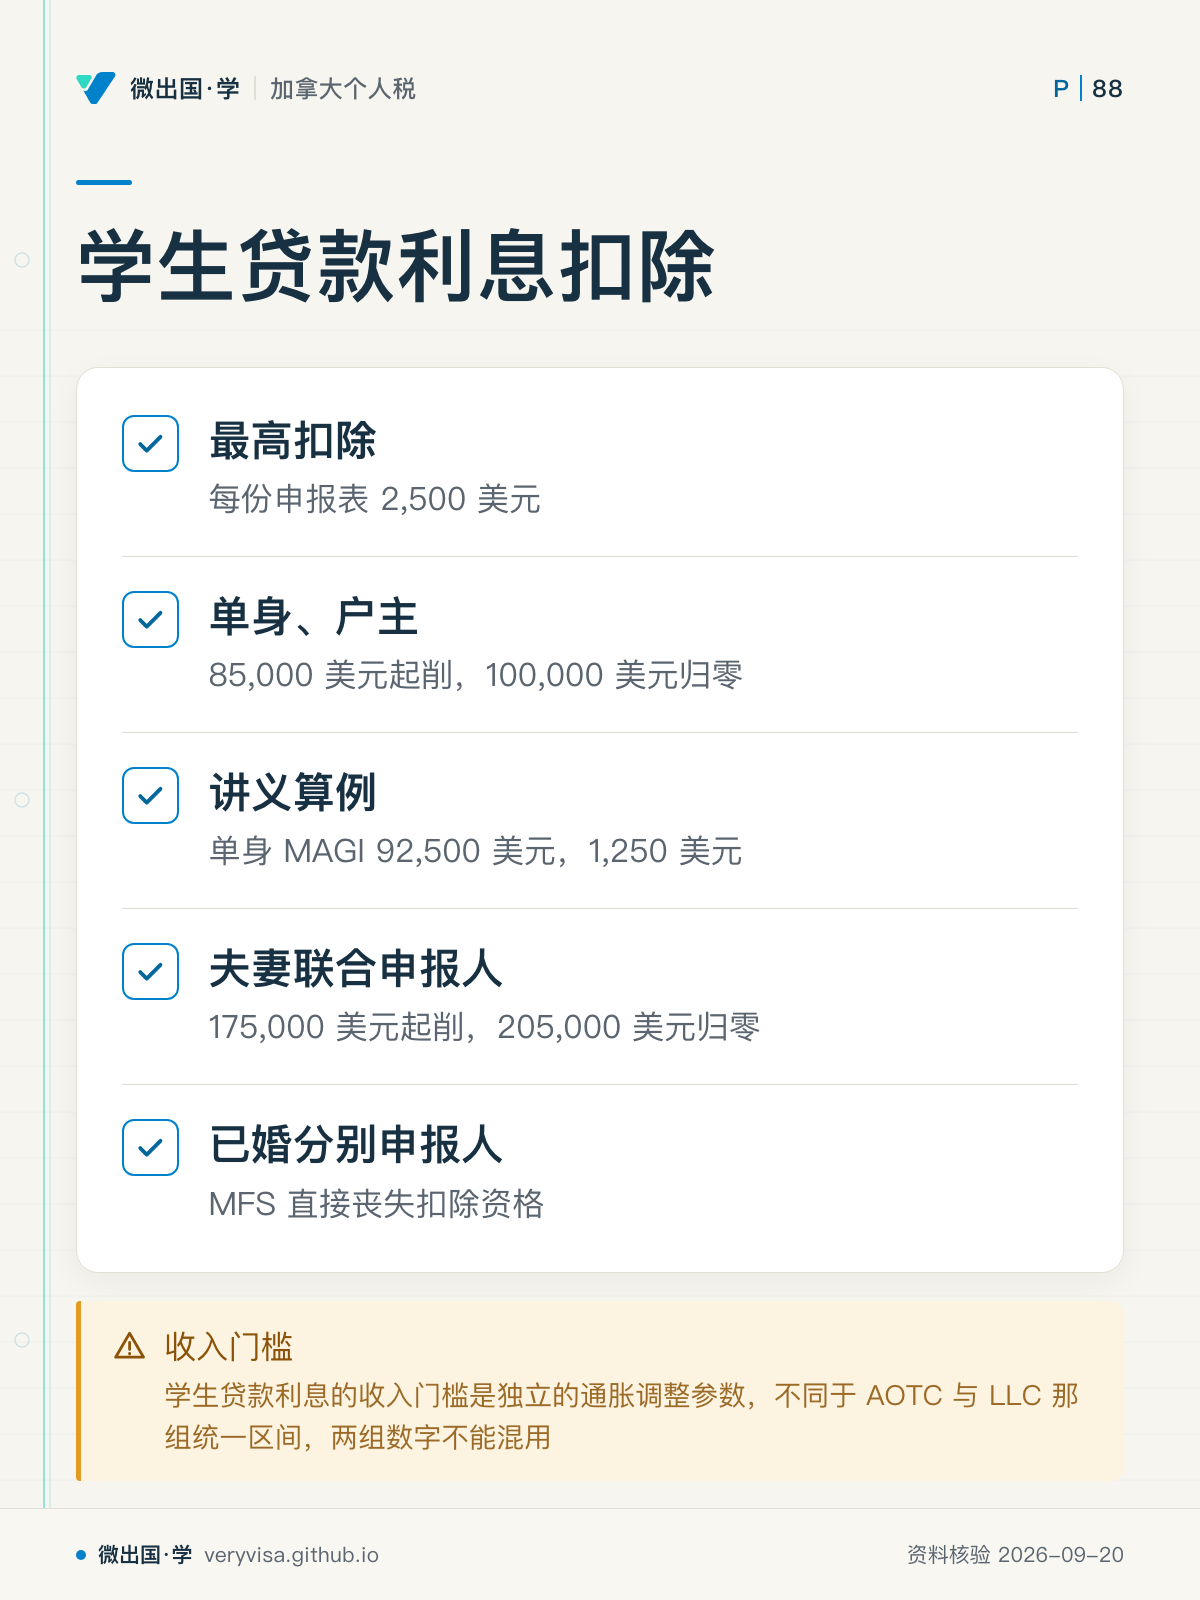 微出国·学 | 加拿大个人税
P | 88
学生贷款利息扣除
最高扣除
每份申报表 2,500 美元
单身、户主
85,000 美元起削，100,000 美元归零
讲义算例
单身 MAGI 92,500 美元，1,250 美元
夫妻联合申报人
175,000 美元起削，205,000 美元归零
已婚分别申报人
MFS 直接丧失扣除资格
收入门槛
学生贷款利息的收入门槛是独立的通胀调整参数，不同于 AOTC 与 LLC 那
组统一区间，两组数字不能混用
微出国·学 veryvisa.github.io
资料核验 2026-09-20